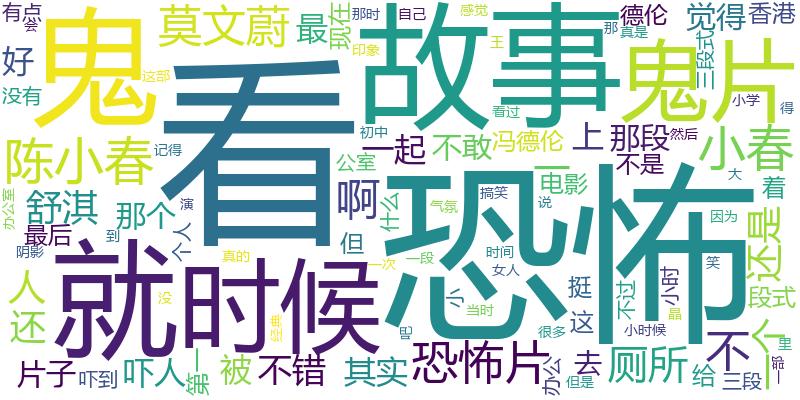 有点
会
鬼
莫文蔚
最
现在
那时
自己
印象
感觉
故事
王
那
真是
德伦
觉得
香港
三段式
好
没有
这部
看
鬼片
小学
得
陈小春
记得
初中
看过
一起
不敢
冯德伦
上
那段
然后
不是
小春
办公室
舒淇
那个
演
公室
啊
什么
一
电影
大
着
最后
阴影
到
个人
但
恐怖
气氛
搞笑
说
因为
还是
人
还
就
时候
真的
没
经典
一次
一段
小
当时
时间
女人
呢
很多
挺
这
不过
小时
小时候
笑
晶
不
一个
段式
里
片子
吓到
吓人
第一
被
不错
其实
恐怖片
办公
去
但是
厕所
给
三段